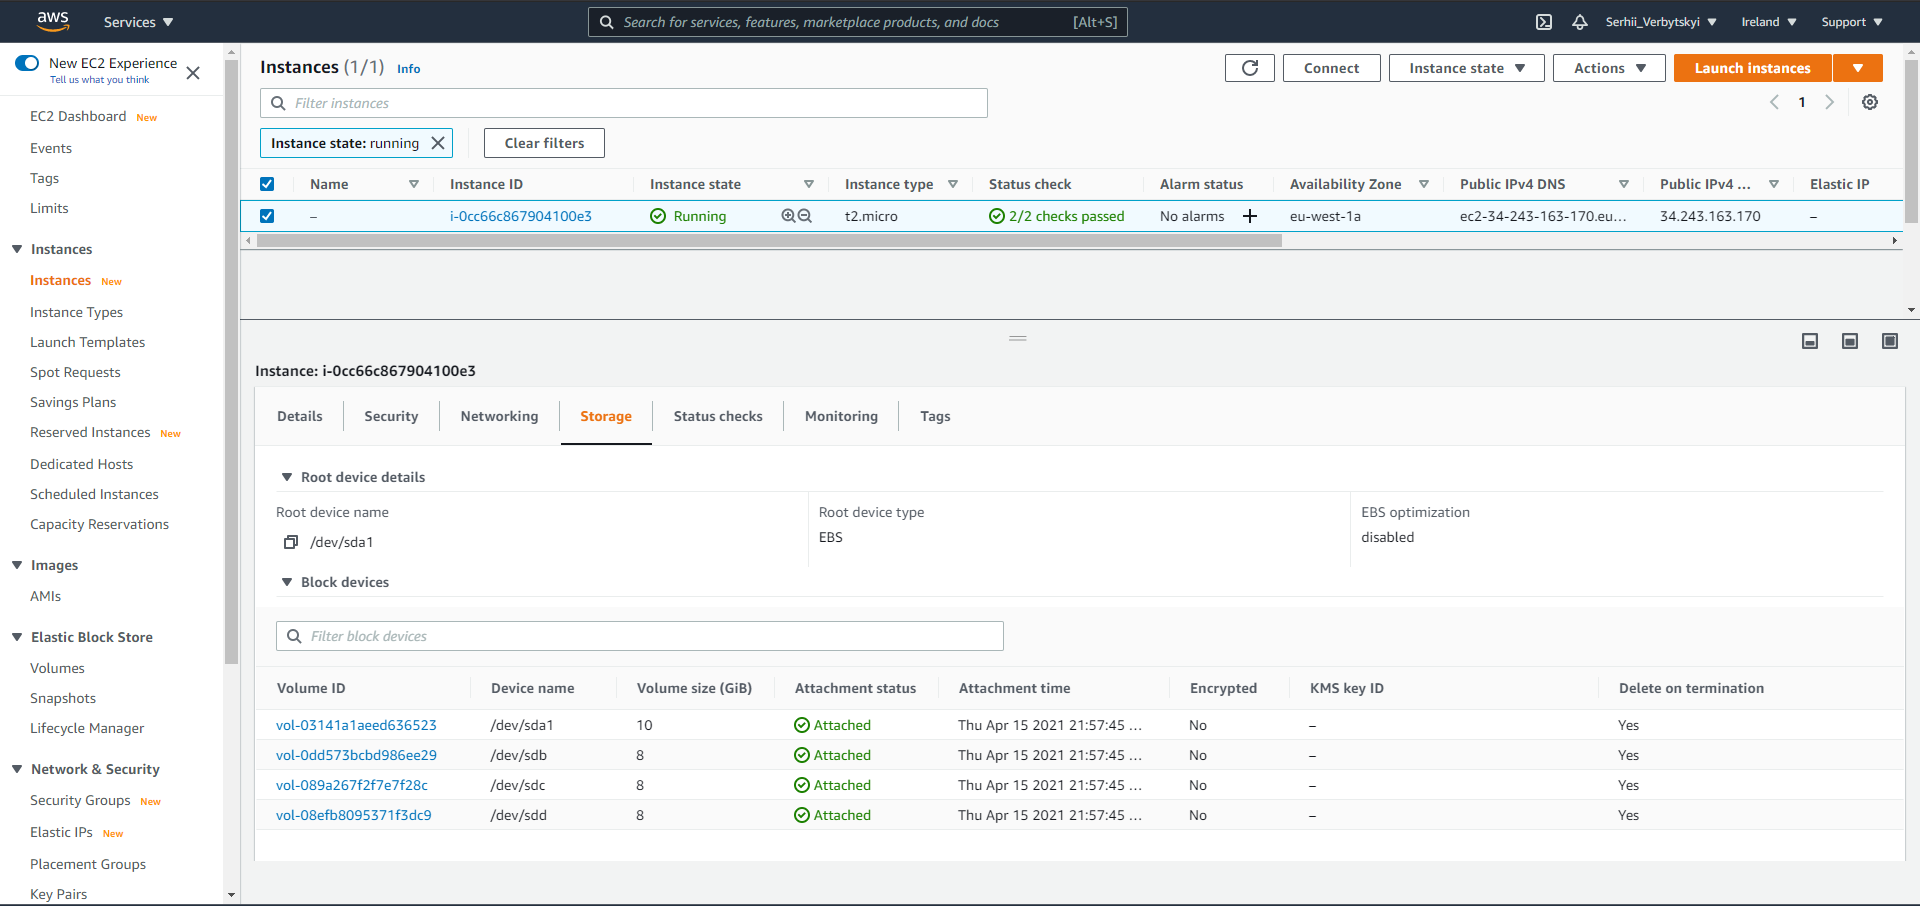 aws Services Search for services, features, marketplace products, and docs [Alt+S] Serhii_Verbytskyi Ireland Support
New EC2 Experience
Tell us what you think
EC2 Dashboard New
Events
Tags
Limits
Instances
Instances New
Instance Types
Launch Templates
Spot Requests
Savings Plans
Reserved Instances New
Dedicated Hosts
Scheduled Instances
Capacity Reservations
Images
AMIs
Elastic Block Store
Volumes
Snapshots
Lifecycle Manager
Network & Security
Security Groups New
Elastic IPs New
Placement Groups
Key Pairs
Instances (1/1) Info Connect Instance state Actions Launch instances
Filter instances 1
Instance state: running Clear filters
Name Instance ID Instance state Instance type Status check Alarm status Availability Zone Public IPv4 DNS Public IPv4 ... Elastic IP
– i-0cc66c867904100e3 Running t2.micro 2/2 checks passed No alarms eu-west-1a ec2-34-243-163-170.eu... 34.243.163.170 –
Instance: i-0cc66c867904100e3
Details Security Networking Storage Status checks Monitoring Tags
Root device details
Root device name Root device type EBS optimization
/dev/sda1 EBS disabled
Block devices
Filter block devices
Volume ID Device name Volume size (GiB) Attachment status Attachment time Encrypted KMS key ID Delete on termination
vol-03141a1aeed636523 /dev/sda1 10 Attached Thu Apr 15 2021 21:57:45 ... No – Yes
vol-0dd573bcbd986ee29 /dev/sdb 8 Attached Thu Apr 15 2021 21:57:45 ... No – Yes
vol-089a267f2f7e7f28c /dev/sdc 8 Attached Thu Apr 15 2021 21:57:45 ... No – Yes
vol-08efb8095371f3dc9 /dev/sdd 8 Attached Thu Apr 15 2021 21:57:45 ... No – Yes